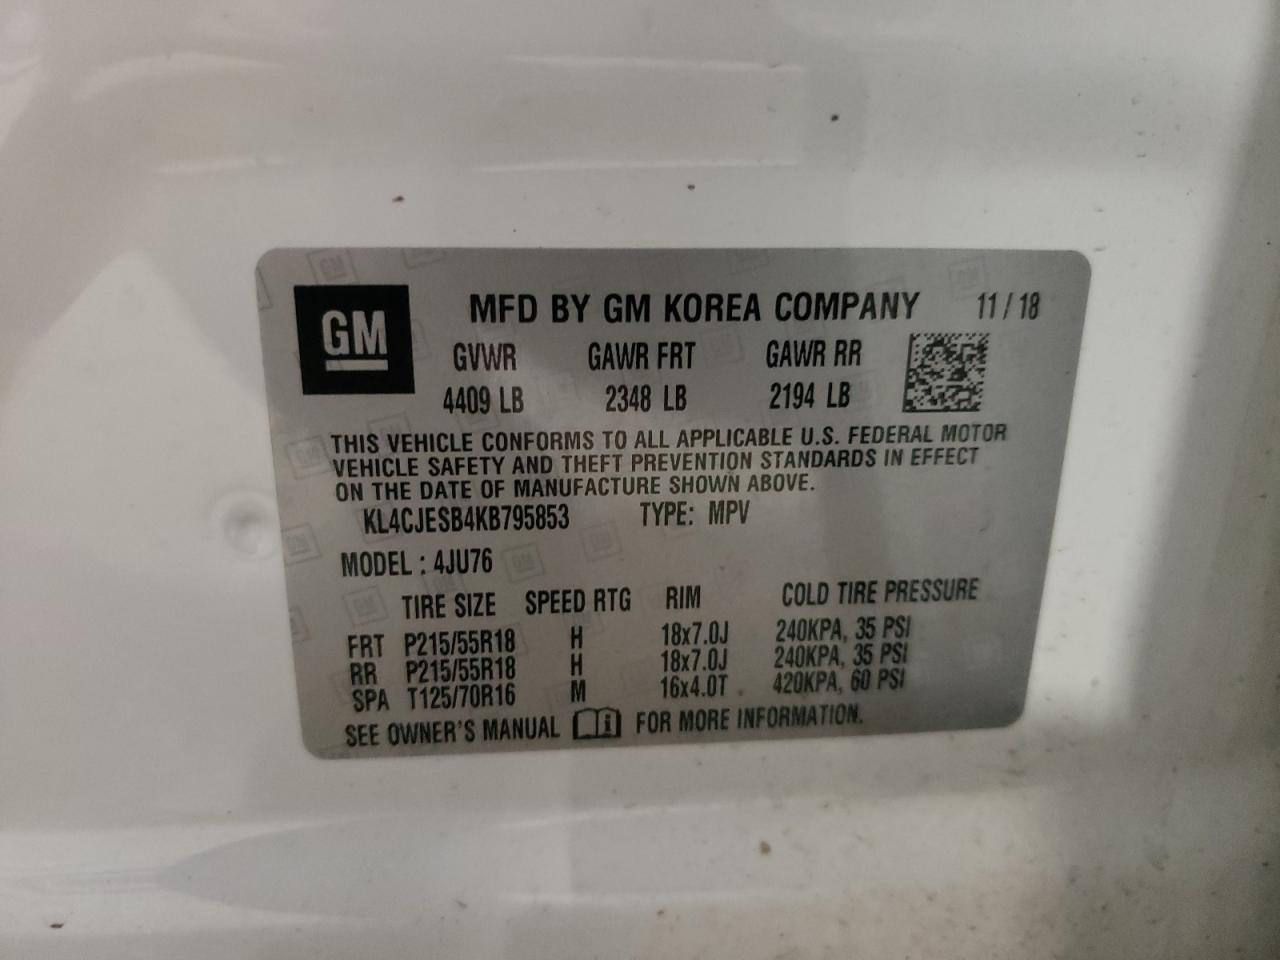 GM
MFD BY GM KOREA COMPANY 11/18
GVWR GAWR FRT GAWR RR
4409 LB 2348 LB 2194 LB
THIS VEHICLE CONFORMS TO ALL APPLICABLE U.S. FEDERAL MOTOR
VEHICLE SAFETY AND THEFT PREVENTION STANDARDS IN EFFECT
ON THE DATE OF MANUFACTURE SHOWN ABOVE.
KL4CJESB4KB795853 TYPE: MPV
MODEL : 4JU76
TIRE SIZE SPEED RTG RIM COLD TIRE PRESSURE
FRT P215/55R18 H 18x7.0J 240KPA, 35 PSI
RR P215/55R18 H 18x7.0J 240KPA, 35 PSI
SPA T125/70R16 M 16x4.0T 420KPA, 60 PSI
SEE OWNER'S MANUAL i FOR MORE INFORMATION.